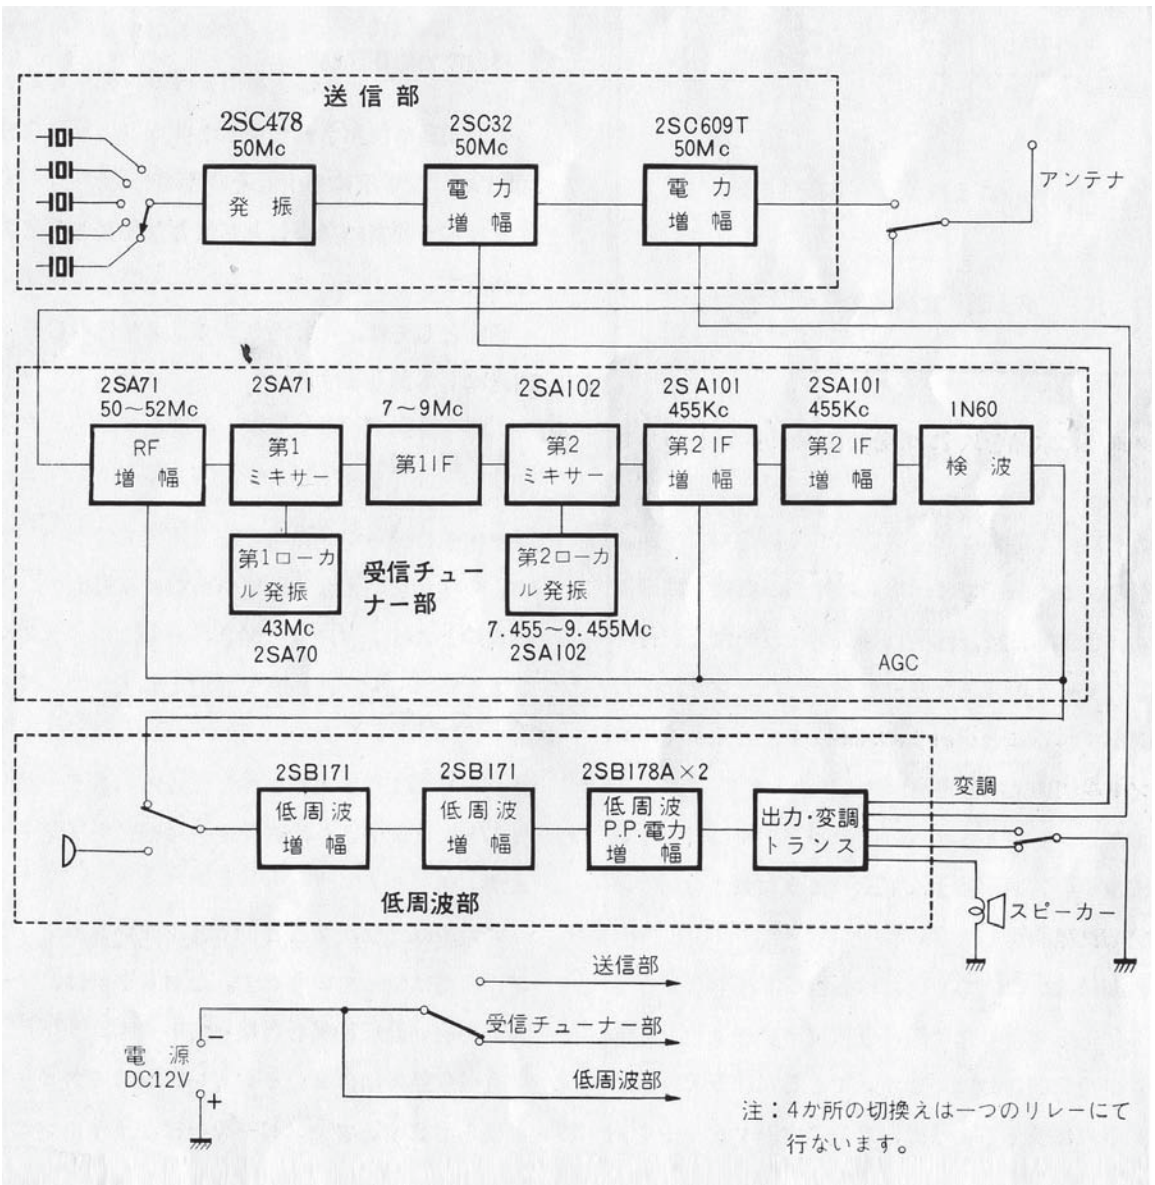 送信部
2SC478
50Mc
発振
2SC32
50Mc
電力
増幅
2SC609T
50Mc
電力
増幅
アンテナ
2SA71
50～52Mc
RF
増幅
2SA71
第1
ミキサー
7～9Mc
第1IF
2SA102
第2
ミキサー
2SA101
455Kc
第2IF
増幅
2SA101
455Kc
第2IF
増幅
1N60
検波
第1ローカ
ル発振
43Mc
2SA70
受信チュー
ナー部
第2ローカ
ル発振
7.455～9.455Mc
2SA102
AGC
2SB171
低周波
増幅
2SB171
低周波
増幅
2SB178A×2
低周波
P.P.電力
増幅
出力・変調
トランス
変調
低周波部
スピーカー
送信部
受信チューナー部
低周波部
電源
DC12V
−
+
注：4か所の切換えは一つのリレーにて
行ないます。